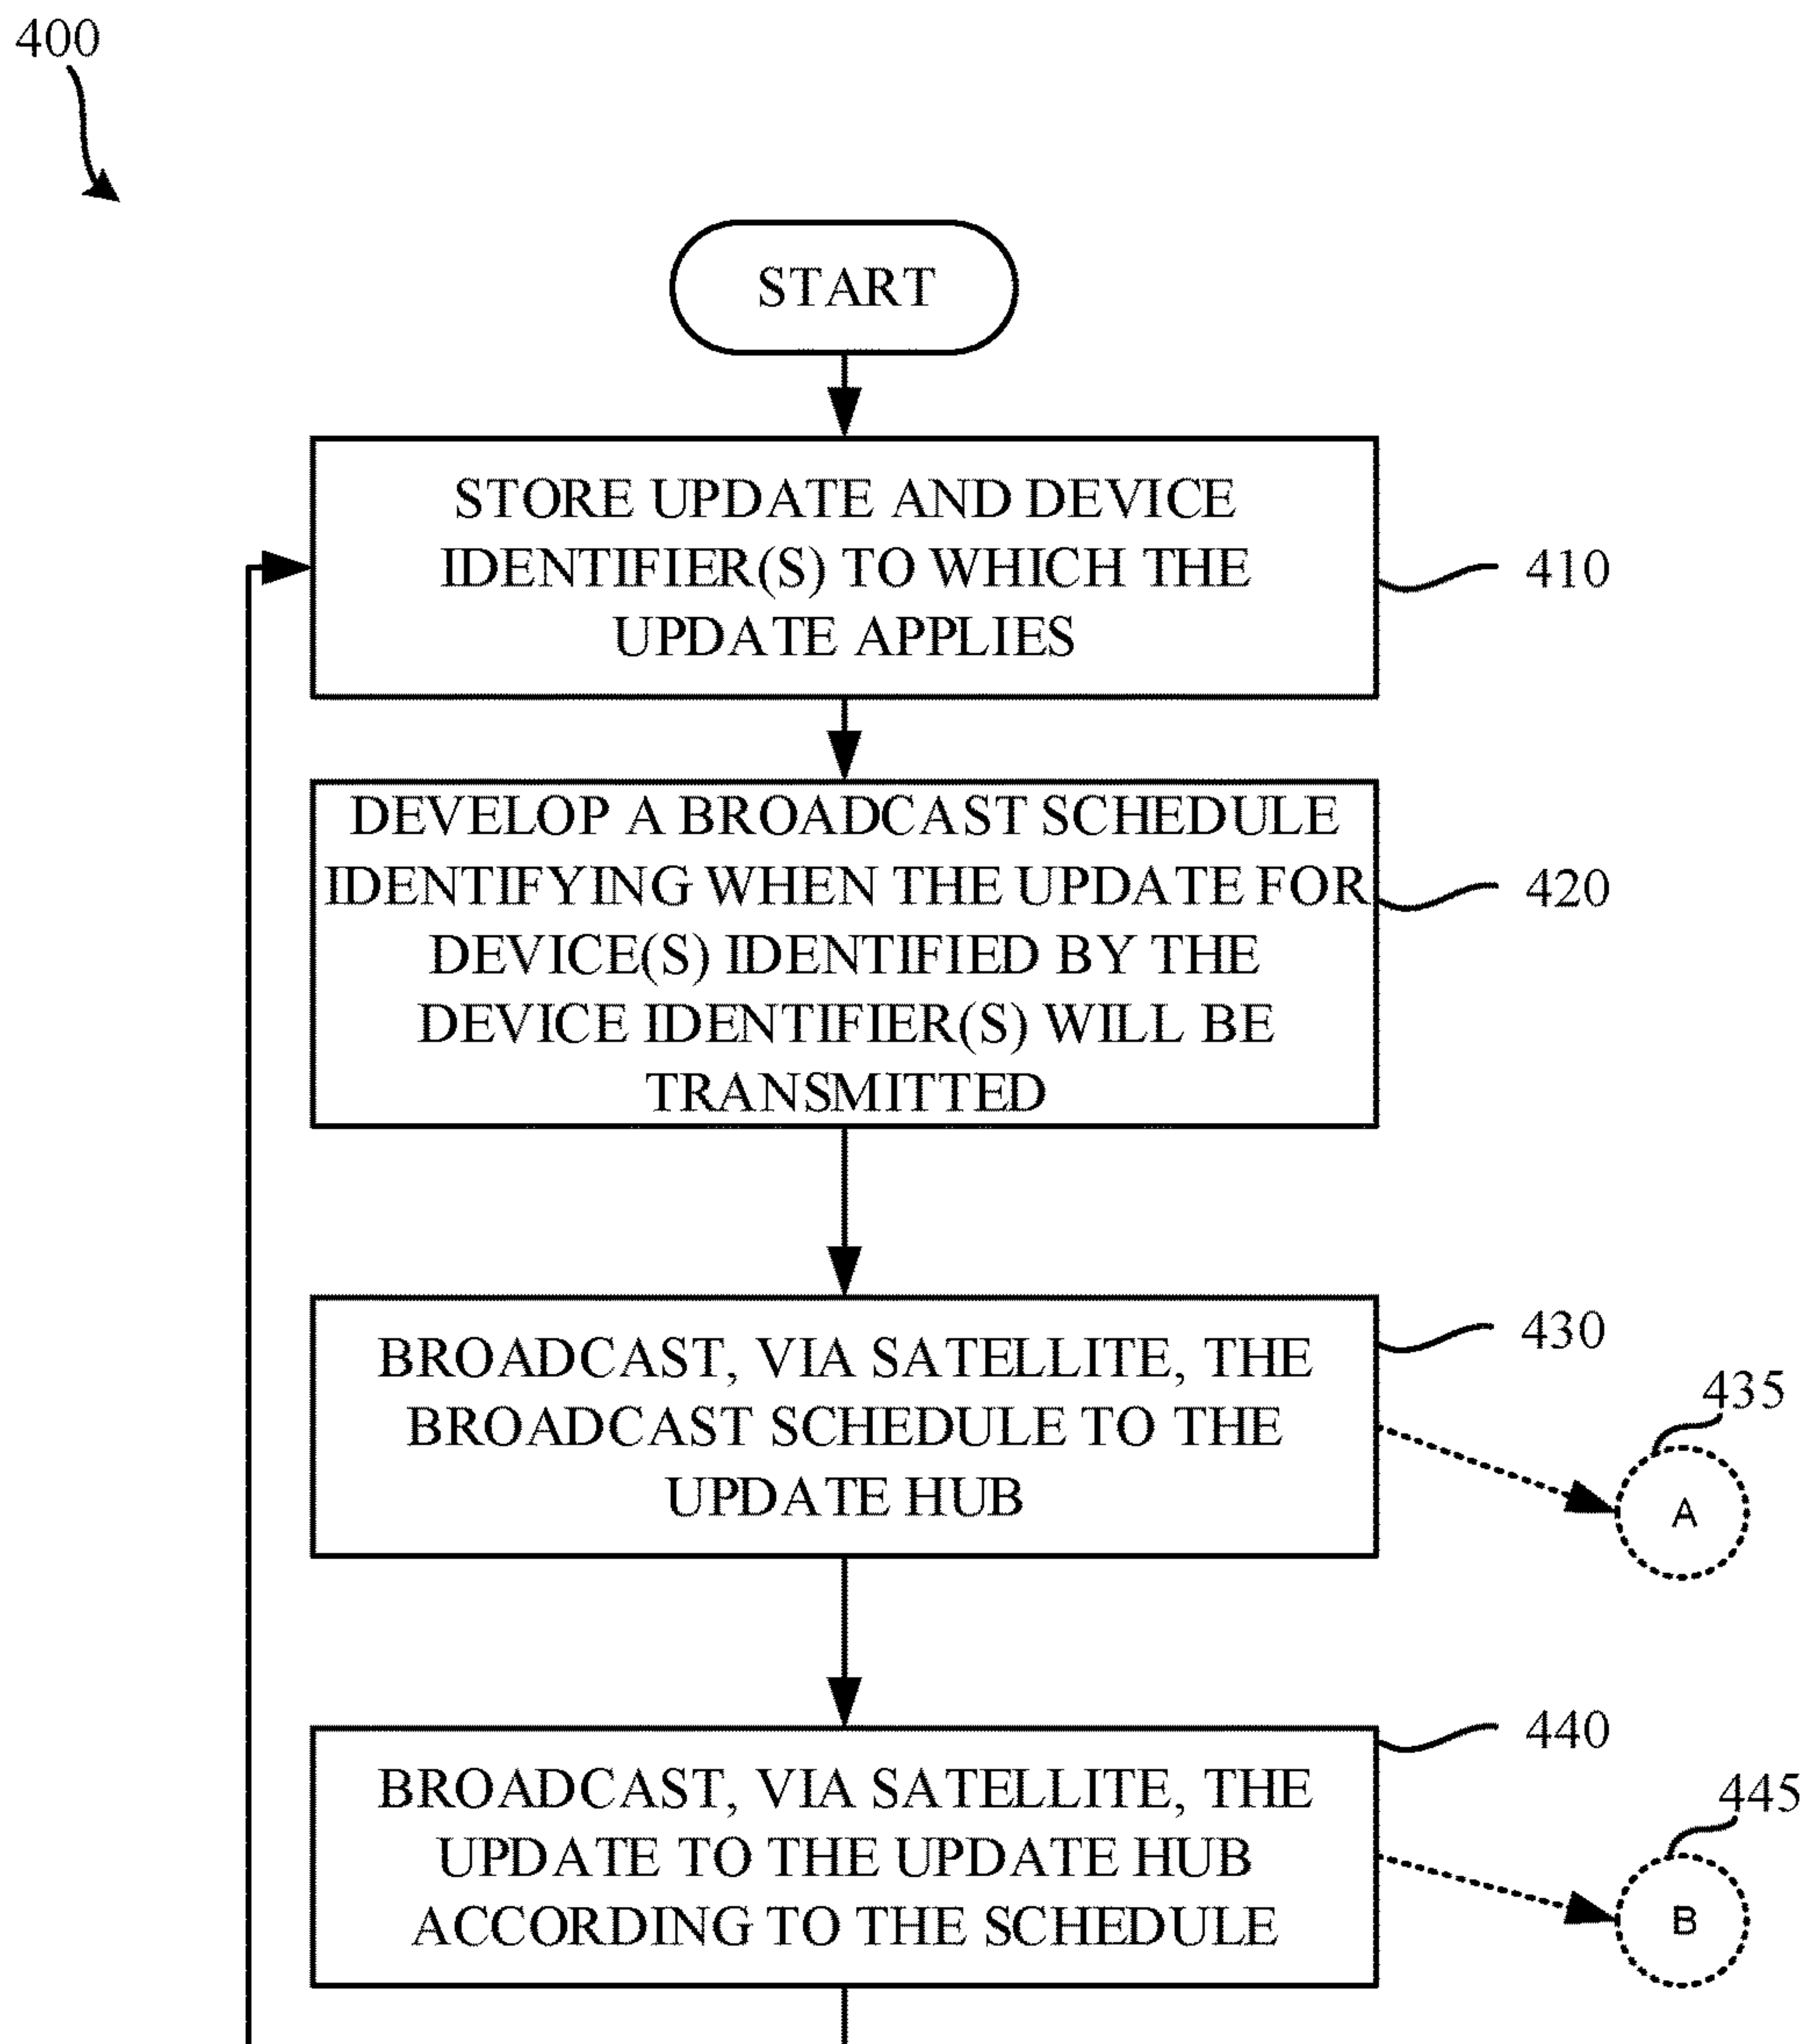 400
START
STORE UPDATE AND DEVICE
IDENTIFIER(S) TO WHICH THE
UPDATE APPLIES
410
DEVELOP A BROADCAST SCHEDULE
IDENTIFYING WHEN THE UPDATE FOR
DEVICE(S) IDENTIFIED BY THE
DEVICE IDENTIFIER(S) WILL BE
TRANSMITTED
420
BROADCAST, VIA SATELLITE, THE
BROADCAST SCHEDULE TO THE
UPDATE HUB
430
435
A
BROADCAST, VIA SATELLITE, THE
UPDATE TO THE UPDATE HUB
ACCORDING TO THE SCHEDULE
440
445
B